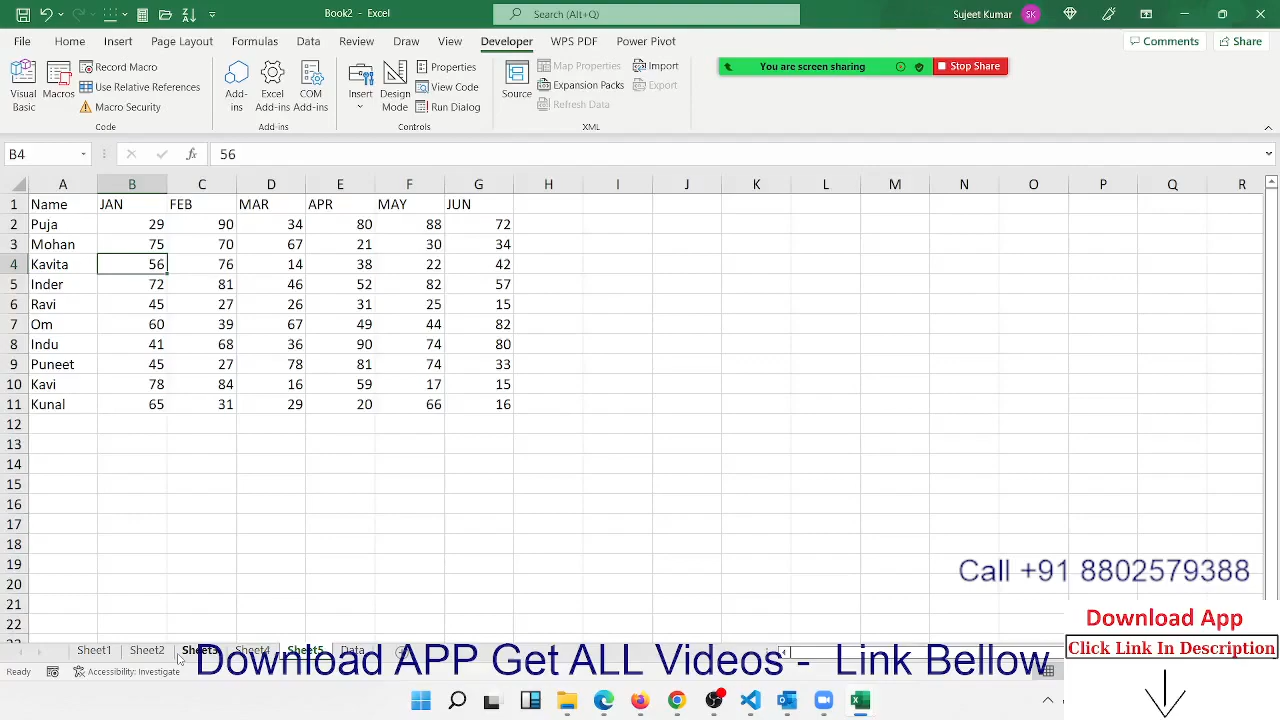 Book2 - Excel
Search (Alt+Q)
Sujeet Kumar
SK
File Home Insert Page Layout Formulas Data Review View Draw Developer WPS PDF Power Pivot
Comments
Share
Visual Basic
Macros
Record Macro
Use Relative References
Macro Security
Code
Add-ins
Excel Add-ins
COM Add-ins
Add-ins
Insert
Design Mode
Properties
View Code
Run Dialog
Controls
Source
Map Properties
Expansion Packs
Refresh Data
Import
Export
XML
You are screen sharing
Stop Share
B4
fx
56
A B C D E F G H I J K L M N O P Q R
1 Name JAN FEB MAR APR MAY JUN
2 Puja 29 90 34 80 88 72
3 Mohan 75 70 67 21 30 34
4 Kavita 56 76 14 38 22 42
5 Inder 72 81 46 52 82 57
6 Ravi 45 27 26 31 25 15
7 Om 60 39 67 49 44 82
8 Indu 41 68 36 90 74 80
9 Puneet 45 27 78 81 74 33
10 Kavi 78 84 16 59 17 15
11 Kunal 65 31 29 20 66 16
12
13
14
15
16
17
18
19
20
21
22
Call +91 8802579388
Download App
Click Link In Description
Sheet1 Sheet2 Sheet3 Sheet4 Sheet5 Data
Download APP Get ALL Videos - Link Bellow
Ready
Accessibility: Investigate